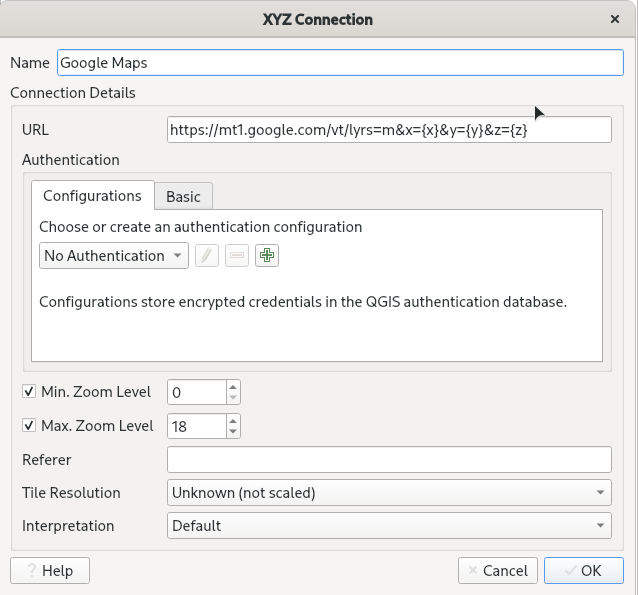 XYZ Connection
Name Google Maps
Connection Details
URL https://mt1.google.com/vt/lyrs=m&x={x}&y={y}&z={z}
Authentication
Configurations Basic
Choose or create an authentication configuration
No Authentication
Configurations store encrypted credentials in the QGIS authentication database.
Min. Zoom Level 0
Max. Zoom Level 18
Referer
Tile Resolution Unknown (not scaled)
Interpretation Default
? Help Cancel OK